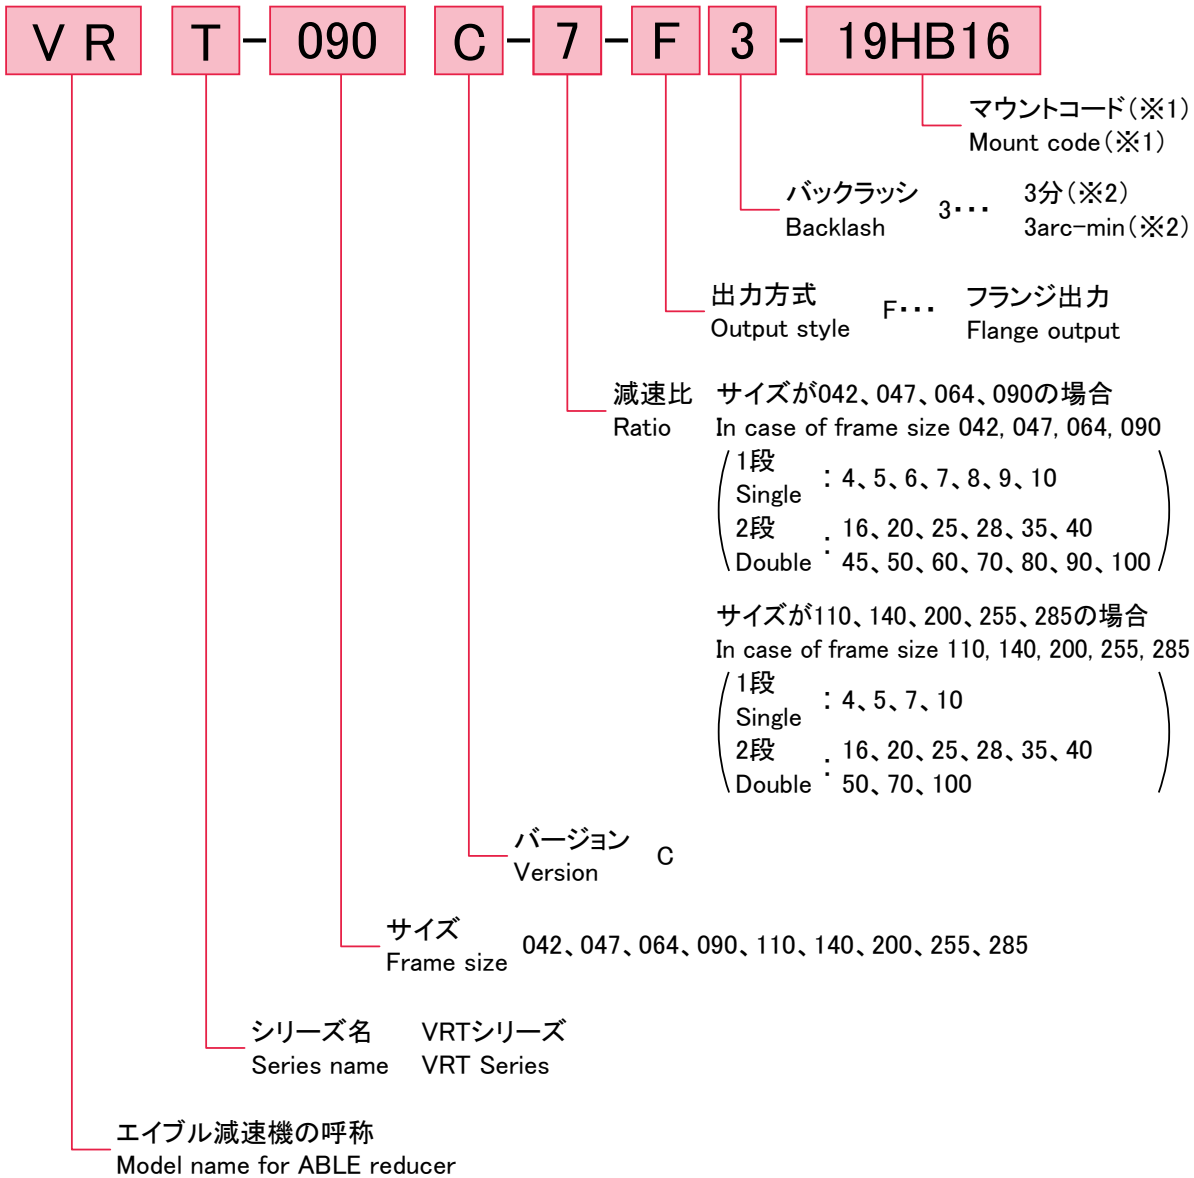 VR T-090 C-7-F 3-19HB16
マウントコード(※1)
Mount code(※1)
バックラッシ 3・・・ 3分(※2)
Backlash 3arc-min(※2)
出力方式 F・・・ フランジ出力
Output style Flange output
減速比 サイズが042、047、064、090の場合
Ratio In case of frame size 042, 047, 064, 090
1段
Single : 4、5、6、7、8、9、10
2段 : 16、20、25、28、35、40
Double 45、50、60、70、80、90、100
サイズが110、140、200、255、285の場合
In case of frame size 110, 140, 200, 255, 285
1段
Single : 4、5、7、10
2段 : 16、20、25、28、35、40
Double 50、70、100
バージョン C
Version
サイズ 042、047、064、090、110、140、200、255、285
Frame size
シリーズ名 VRTシリーズ
Series name VRT Series
エイブル減速機の呼称
Model name for ABLE reducer